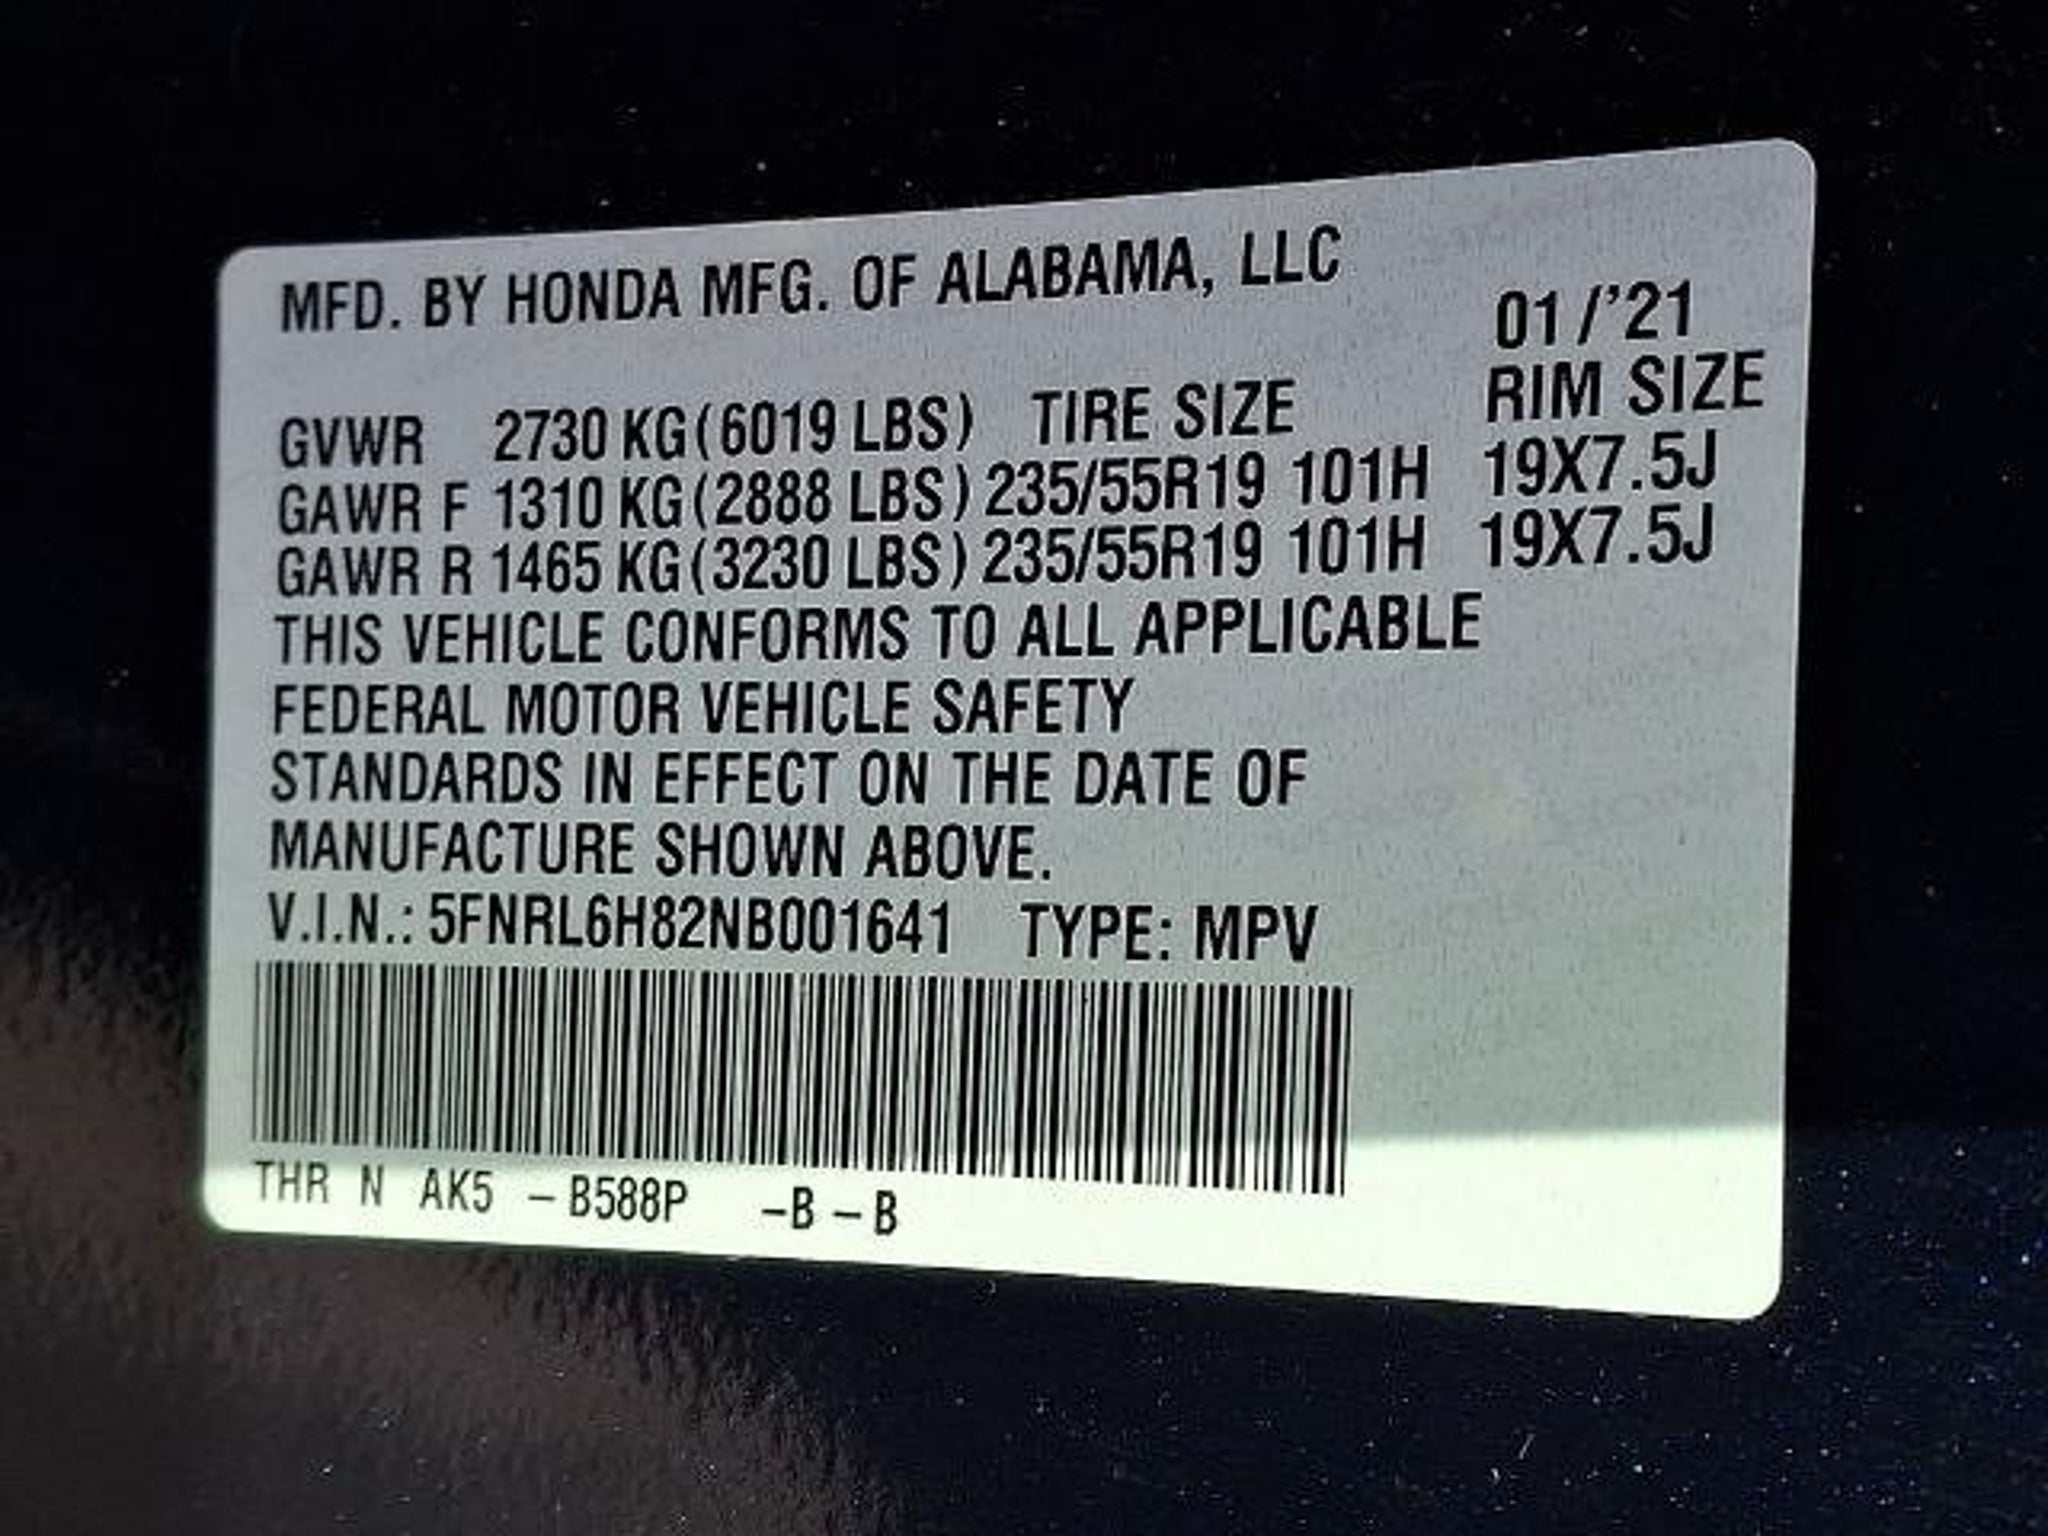 MFD. BY HONDA MFG. OF ALABAMA, LLC
01/'21
GVWR 2730 KG (6019 LBS) TIRE SIZE RIM SIZE
GAWR F 1310 KG (2888 LBS) 235/55R19 101H 19X7.5J
GAWR R 1465 KG (3230 LBS) 235/55R19 101H 19X7.5J
THIS VEHICLE CONFORMS TO ALL APPLICABLE
FEDERAL MOTOR VEHICLE SAFETY
STANDARDS IN EFFECT ON THE DATE OF
MANUFACTURE SHOWN ABOVE.
V.I.N.: 5FNRL6H82NB001641 TYPE: MPV
THR N AK5 – B588P –B – B